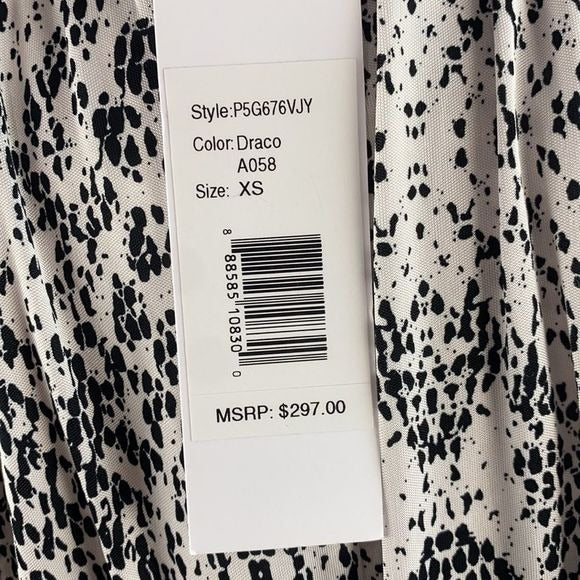 Style:P5G676VJY
Color:Draco
A058
Size: XS
8 88585 10830 0
MSRP: $297.00